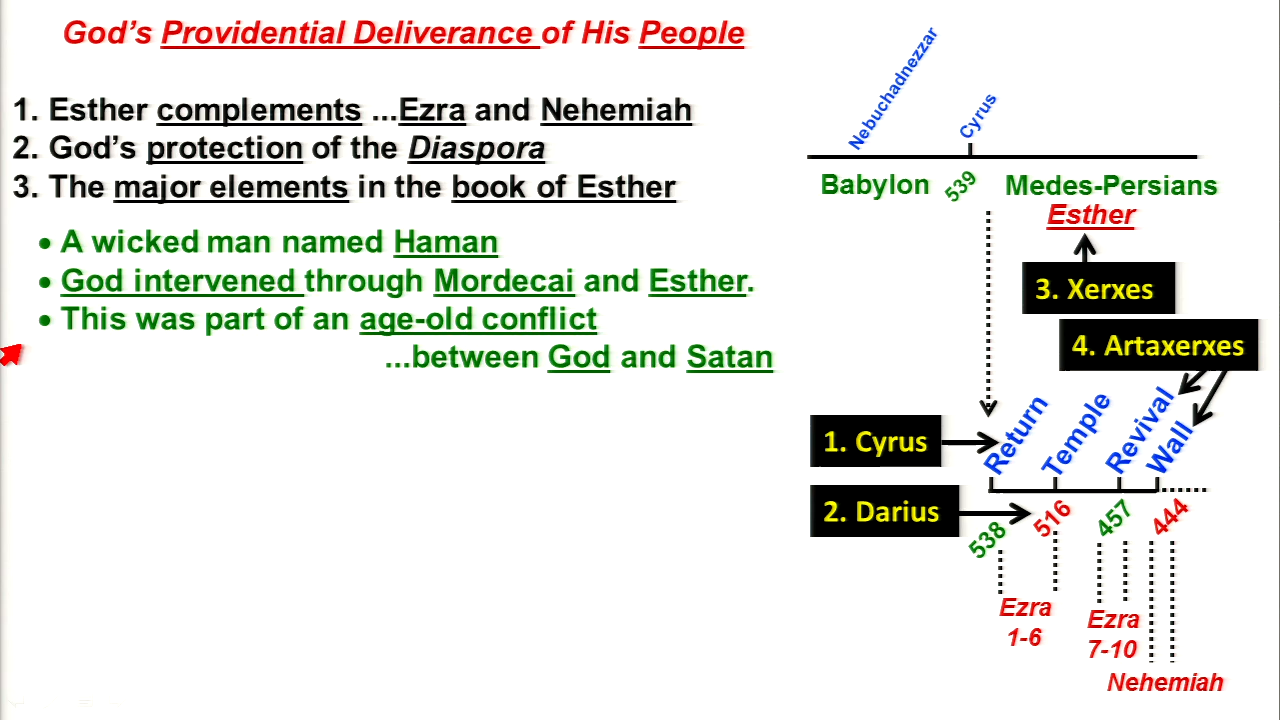 God's Providential Deliverance of His People
1. Esther complements ...Ezra and Nehemiah
2. God's protection of the Diaspora
3. The major elements in the book of Esther
• A wicked man named Haman
• God intervened through Mordecai and Esther.
• This was part of an age-old conflict
...between God and Satan
Nebuchadnezzar
Cyrus
Babylon
539
Medes-Persians
Esther
3. Xerxes
4. Artaxerxes
1. Cyrus
Return
Temple
Revival
Wall
2. Darius
538
516
457
444
Ezra
1-6
Ezra
7-10
Nehemiah